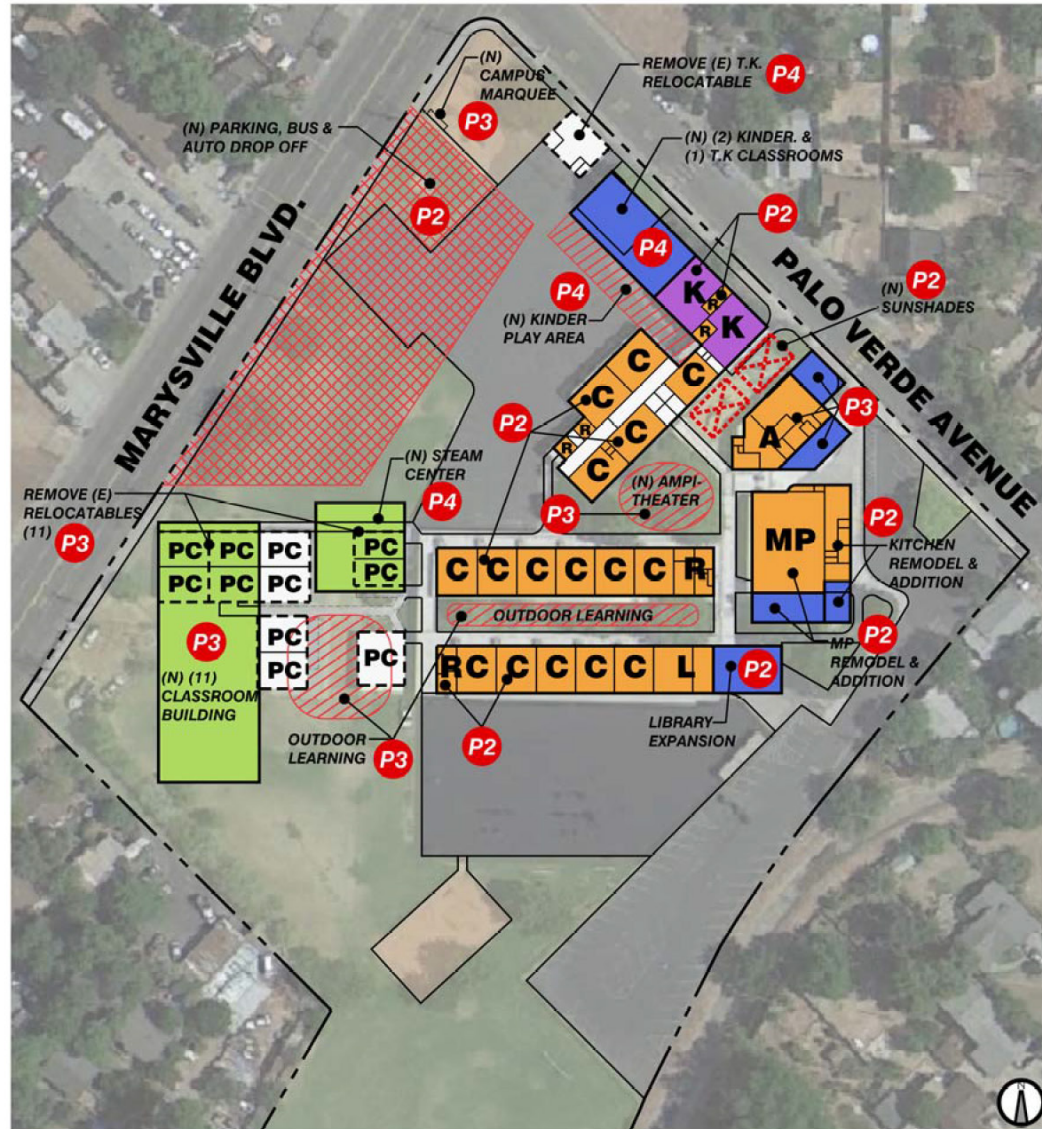 (N)
CAMPUS
MARQUEE
P3
REMOVE (E) T.K.
RELOCATABLE
P4
(N) PARKING, BUS &
AUTO DROP OFF
P2
(N) (2) KINDER. &
(1) T.K CLASSROOMS
P4
P2
MARYSVILLE BLVD.
PALO VERDE AVENUE
P2
(N)
SUNSHADES
P4
(N) KINDER
PLAY AREA
K
R
R
K
C
C
C
C
C
R
R
P2
P3
A
(N) STEAM
CENTER
P4
(N) AMPI-
THEATER
P3
REMOVE (E)
RELOCATABLES
(11)
P3
PC PC PC
PC PC PC
PC
PC
MP
P2
KITCHEN
REMODEL &
ADDITION
C C C C C C R
OUTDOOR LEARNING
P3
(N) (11)
CLASSROOM
BUILDING
PC
PC
PC
R C C C C C L
P2
P2
MP
REMODEL &
ADDITION
LIBRARY
EXPANSION
OUTDOOR
LEARNING
P3
P2
N